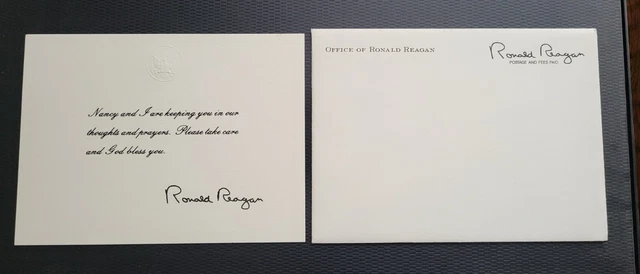 Nancy and I are keeping you in our
thoughts and prayers. Please take care
and God bless you.
Ronald Reagan
OFFICE OF RONALD REAGAN
Ronald Reagan
POSTAGE AND FEES PAID